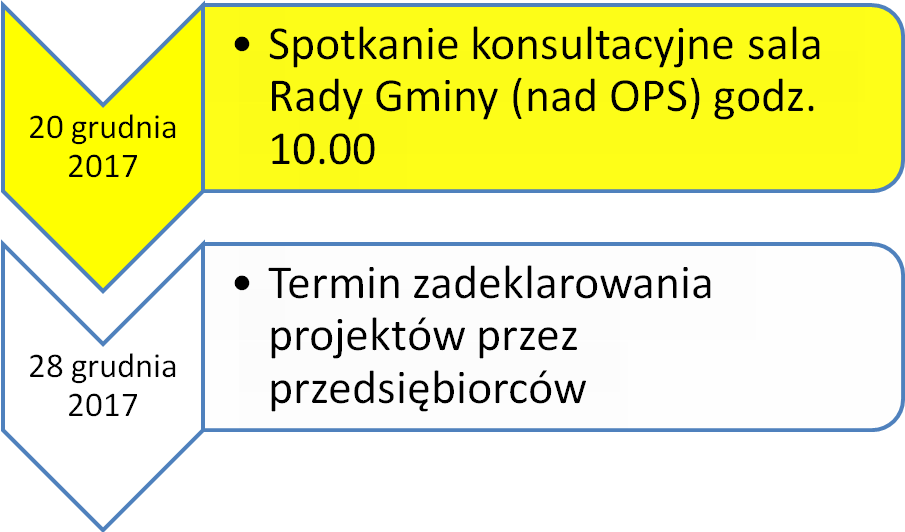 20 grudnia
2017
• Spotkanie konsultacyjne sala
Rady Gminy (nad OPS) godz.
10.00
28 grudnia
2017
• Termin zadeklarowania
projektów przez
przedsiębiorców